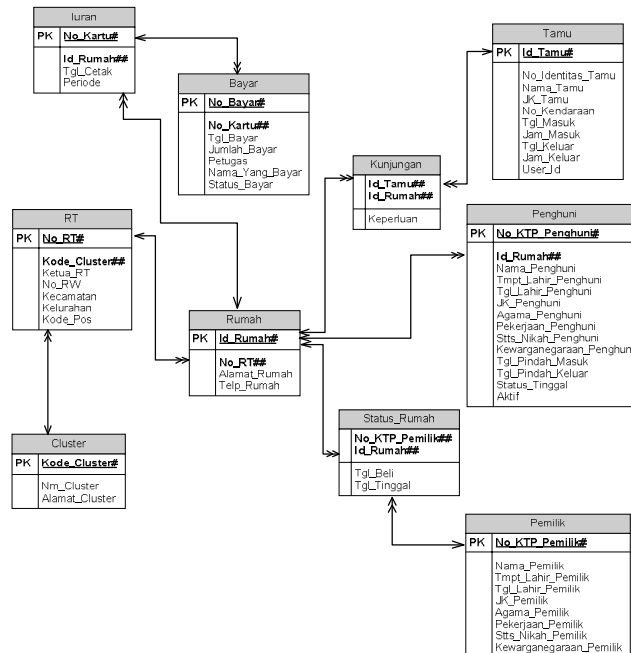 Iuran
PK No_Kartu#
Id_Rumah##
Tgl_Cetak
Periode
Bayar
PK No_Bayar#
No_Kartu##
Tgl_Bayar
Jumlah_Bayar
Petugas
Nama_Yang_Bayar
Status_Bayar
Tamu
PK Id_Tamu#
No_Identitas_Tamu
Nama_Tamu
JK_Tamu
No_Kendaraan
Tgl_Masuk
Jam_Masuk
Tgl_Keluar
Jam_Keluar
User_Id
Kunjungan
Id_Tamu##
Id_Rumah##
Keperluan
RT
PK No_RT#
Kode_Cluster##
Ketua_RT
No_RW
Kecamatan
Kelurahan
Kode_Pos
Penghuni
PK No_KTP_Penghuni#
Id_Rumah##
Nama_Penghuni
Tmpt_Lahir_Penghuni
Tgl_Lahir_Penghuni
JK_Penghuni
Agama_Penghuni
Pekerjaan_Penghuni
Stts_Nikah_Penghuni
Kewarganegaraan_Penghun
Tgl_Pindah_Masuk
Tgl_Pindah_Keluar
Status_Tinggal
Aktif
Rumah
PK Id_Rumah#
No_RT##
Alamat_Rumah
Telp_Rumah
Cluster
PK Kode_Cluster#
Nm_Cluster
Alamat_Cluster
Status_Rumah
No_KTP_Pemilik##
Id_Rumah##
Tgl_Beli
Tgl_Tinggal
Pemilik
PK No_KTP_Pemilik#
Nama_Pemilik
Tmpt_Lahir_Pemilik
Tgl_Lahir_Pemilik
JK_Pemilik
Agama_Pemilik
Pekerjaan_Pemilik
Stts_Nikah_Pemilik
Kewarganegaraan_Pemilik